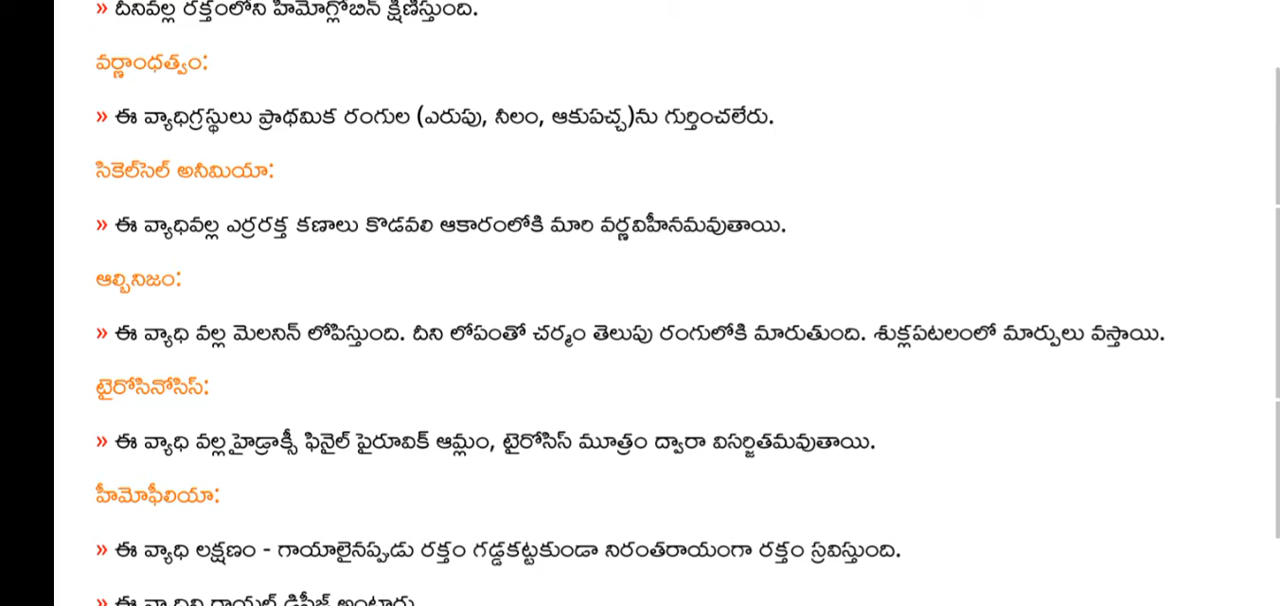 » దీనివల్ల రక్తంలోని హిమోగ్లోబిన్ క్షీణిస్తుంది.
వర్ణాంధత్వం:
» ఈ వ్యాధిగ్రస్థులు ప్రాథమిక రంగుల (ఎరుపు, నీలం, ఆకుపచ్చ)ను గుర్తించలేరు.
సికెల్‌సెల్ అనీమియా:
» ఈ వ్యాధివల్ల ఎర్రరక్త కణాలు కొడవలి ఆకారంలోకి మారి వర్ణవిహీనమవుతాయి.
ఆల్బినిజం:
» ఈ వ్యాధి వల్ల మెలనిన్ లోపిస్తుంది. దీని లోపంతో చర్మం తెలుపు రంగులోకి మారుతుంది. శుక్లపటలంలో మార్పులు వస్తాయి.
టైరోసినోసిస్:
» ఈ వ్యాధి వల్ల హైడ్రాక్సీ ఫినైల్ పైరూవిక్ ఆమ్లం, టైరోసిస్ మూత్రం ద్వారా విసర్జితమవుతాయి.
హీమోఫీలియా:
» ఈ వ్యాధి లక్షణం - గాయాలైనప్పడు రక్తం గడ్డకట్టకుండా నిరంతరాయంగా రక్తం స్రవిస్తుంది.
» ఈ వ్యాధిని రాయల్ డిసీజ్ అంటారు